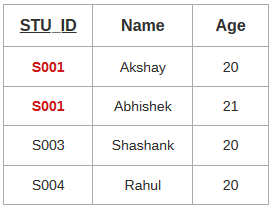 STU_ID Name Age
S001 Akshay 20
S001 Abhishek 21
S003 Shashank 20
S004 Rahul 20